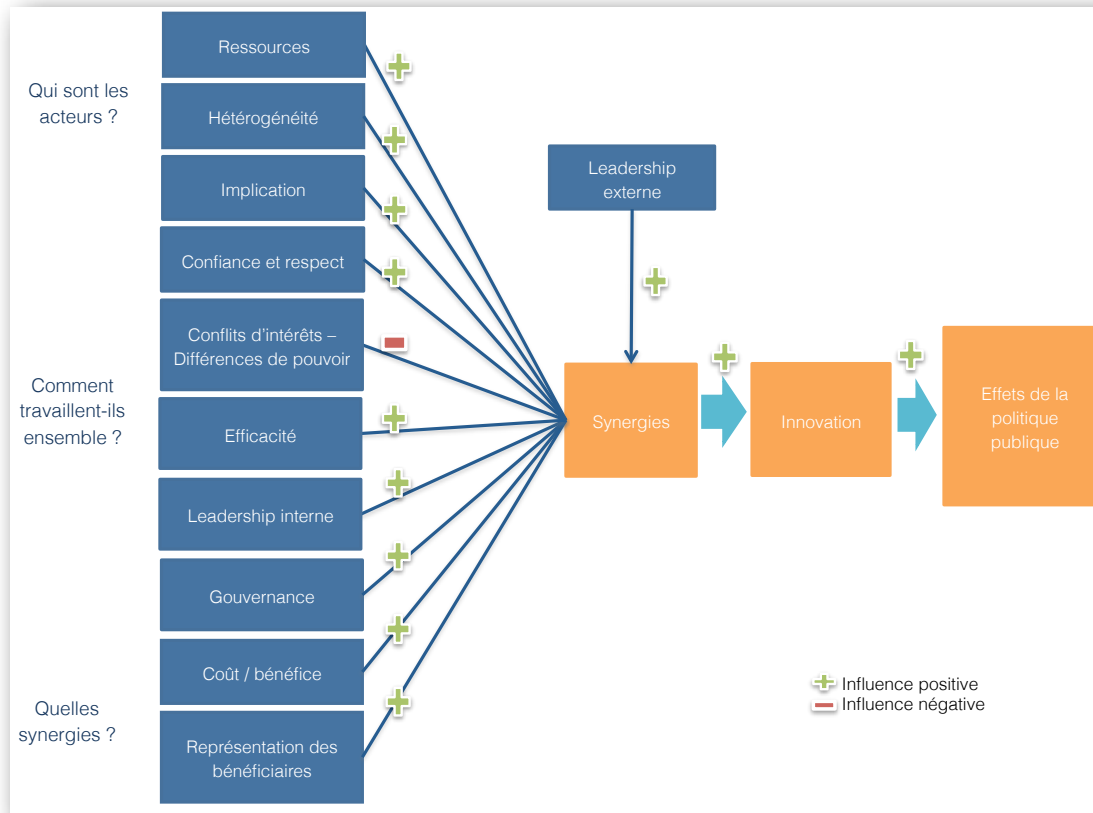 Qui sont les
acteurs ?
Ressources
Hétérogénéité
Implication
Confiance et respect
Conflits d'intérêts –
Différences de pouvoir
Comment
travaillent-ils
ensemble ?
Efficacité
Leadership interne
Gouvernance
Coût / bénéfice
Quelles
synergies ?
Représentation des
bénéficiaires
Leadership
externe
Synergies
Innovation
Effets de la
politique
publique
Influence positive
Influence négative